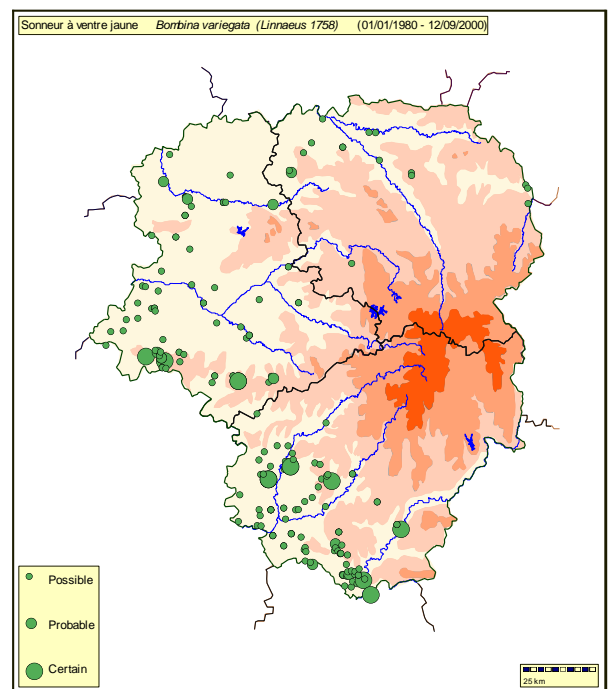 Sonneur à ventre jaune Bombina variegata (Linnaeus 1758) (01/01/1980 - 12/09/2000)
Possible
Probable
Certain
25 km